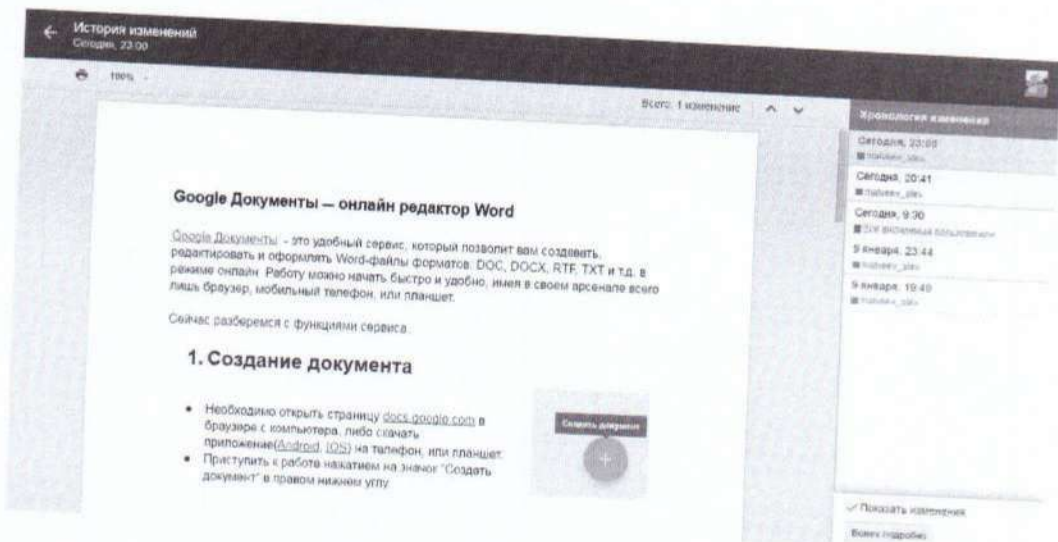 История изменений
Сегодня, 23:00
100%
Всего: 1 изменение
Хронология изменений
Сегодня, 23:00
Сегодня, 20:41
Сегодня, 9:30
9 января, 23:44
9 января, 19:49
Google Документы — онлайн редактор Word
Google Документы - это удобный сервис, который позволит вам создавать,
редактировать и оформлять Word-файлы форматов: DOC, DOCX, RTF, TXT и т.д. в
режиме онлайн. Работу можно начать быстро и удобно, имея в своем арсенале всего
лишь браузер, мобильный телефон, или планшет.
Сейчас разберемся с функциями сервиса.
1. Создание документа
Необходимо открыть страницу docs.google.com в
браузере с компьютера, либо скачать
приложение(Android, IOS) на телефон, или планшет.
Приступить к работе нажатием на значок "Создать
документ" в правом нижнем углу
Создать документ
Показать изменения
Более подробно